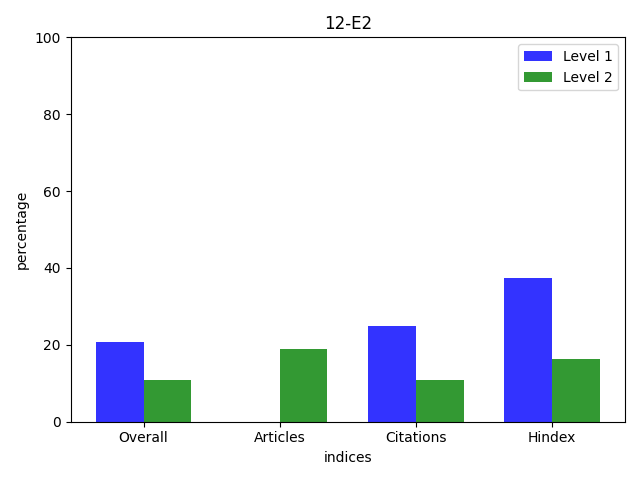 12-E2
100
80
60
40
20
0
percentage
Level 1
Level 2
Overall
Articles
Citations
Hindex
indices